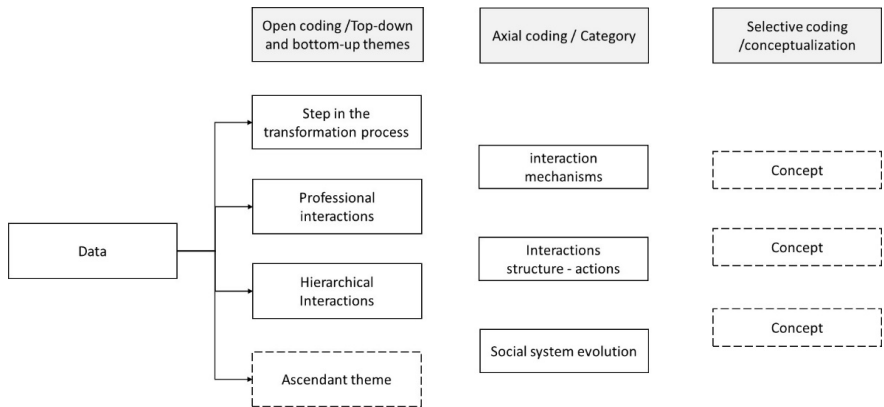 Open coding /Top-down
and bottom-up themes
Axial coding / Category
Selective coding
/conceptualization
Step in the
transformation process
Professional
interactions
Data
Hierarchical
Interactions
Ascendant theme
interaction
mechanisms
Interactions
structure - actions
Social system evolution
Concept
Concept
Concept